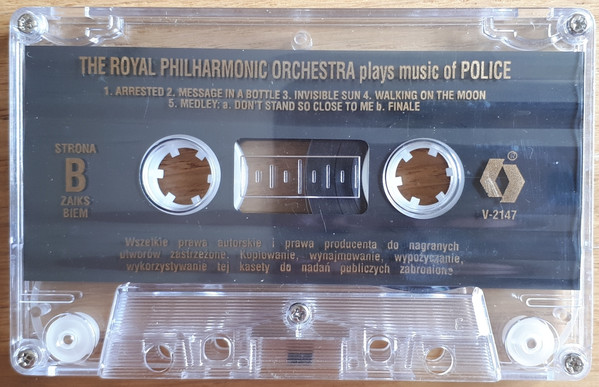 THE ROYAL PHILHARMONIC ORCHESTRA plays music of POLICE
1. ARRESTED 2. MESSAGE IN A BOTTLE 3. INVISIBLE SUN 4. WALKING ON THE MOON
5. MEDLEY: a. DON'T STAND SO CLOSE TO ME b. FINALE
STRONA
B
ZAIKS
BIEM
®
V-2147
Wszelkie prawa autorskie i prawa producenta do nagranych
utworów zastrzeżone. Kopiowanie, wynajmowanie, wypożyczanie,
wykorzystywanie tej kasety do nadań publicznych zabronione